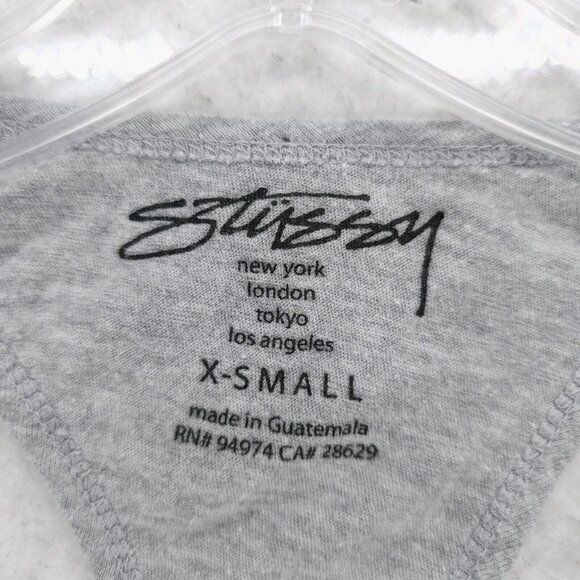 stüssy
new york
london
tokyo
los angeles
X-SMALL
made in Guatemala
RN# 94974 CA# 28629